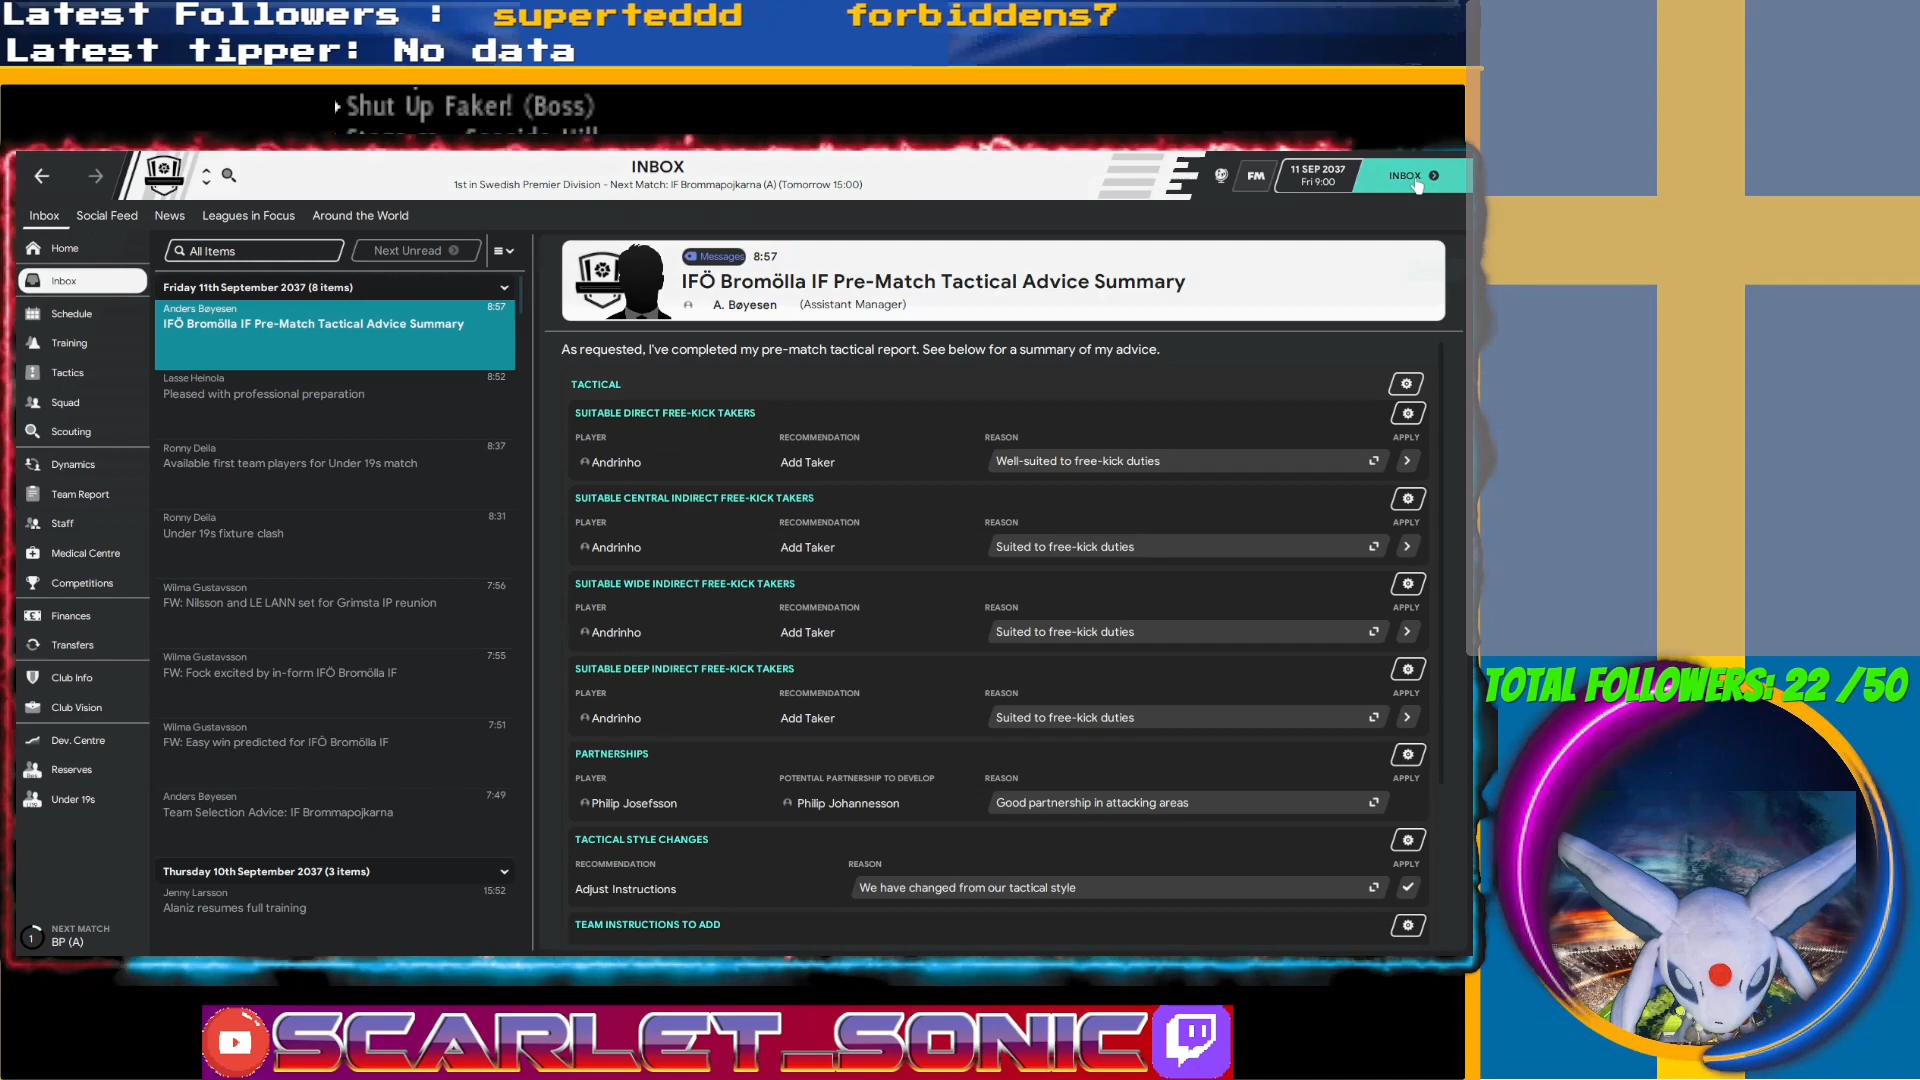 Latest Followers : superteddd forbiddens7
Latest tipper: No data
Shut Up Faker! (Boss)
INBOX
1st in Swedish Premier Division - Next Match: IF Brommapojkarna (A) (Tomorrow 15:00)
FM
11 SEP 2037
Fri 9:00
INBOX
Inbox Social Feed News Leagues in Focus Around the World
Home
Inbox
Schedule
Training
Tactics
Squad
Scouting
Dynamics
Team Report
Staff
Medical Centre
Competitions
Finances
Transfers
Club Info
Club Vision
Dev. Centre
Reserves
Under 19s
1
NEXT MATCH
BP (A)
All Items
Next Unread
Friday 11th September 2037 (8 items)
Anders Bøyesen 8:57
IFÖ Bromölla IF Pre-Match Tactical Advice Summary
Lasse Heinola 8:52
Pleased with professional preparation
Ronny Deila 8:37
Available first team players for Under 19s match
Ronny Deila 8:31
Under 19s fixture clash
Wilma Gustavsson 7:56
FW: Nilsson and LE LANN set for Grimsta IP reunion
Wilma Gustavsson 7:55
FW: Fock excited by in-form IFÖ Bromölla IF
Wilma Gustavsson 7:51
FW: Easy win predicted for IFÖ Bromölla IF
Anders Bøyesen 7:49
Team Selection Advice: IF Brommapojkarna
Thursday 10th September 2037 (3 items)
Jenny Larsson 15:52
Alaniz resumes full training
Messages 8:57
IFÖ Bromölla IF Pre-Match Tactical Advice Summary
A. Bøyesen (Assistant Manager)
As requested, I've completed my pre-match tactical report. See below for a summary of my advice.
TACTICAL
SUITABLE DIRECT FREE-KICK TAKERS
PLAYER RECOMMENDATION REASON APPLY
Andrinho Add Taker Well-suited to free-kick duties
SUITABLE CENTRAL INDIRECT FREE-KICK TAKERS
PLAYER RECOMMENDATION REASON APPLY
Andrinho Add Taker Suited to free-kick duties
SUITABLE WIDE INDIRECT FREE-KICK TAKERS
PLAYER RECOMMENDATION REASON APPLY
Andrinho Add Taker Suited to free-kick duties
SUITABLE DEEP INDIRECT FREE-KICK TAKERS
PLAYER RECOMMENDATION REASON APPLY
Andrinho Add Taker Suited to free-kick duties
PARTNERSHIPS
PLAYER POTENTIAL PARTNERSHIP TO DEVELOP REASON APPLY
Philip Josefsson Philip Johannesson Good partnership in attacking areas
TACTICAL STYLE CHANGES
RECOMMENDATION REASON APPLY
Adjust Instructions We have changed from our tactical style
TEAM INSTRUCTIONS TO ADD
TOTAL FOLLOWERS: 22 /50
SCARLET_SONIC